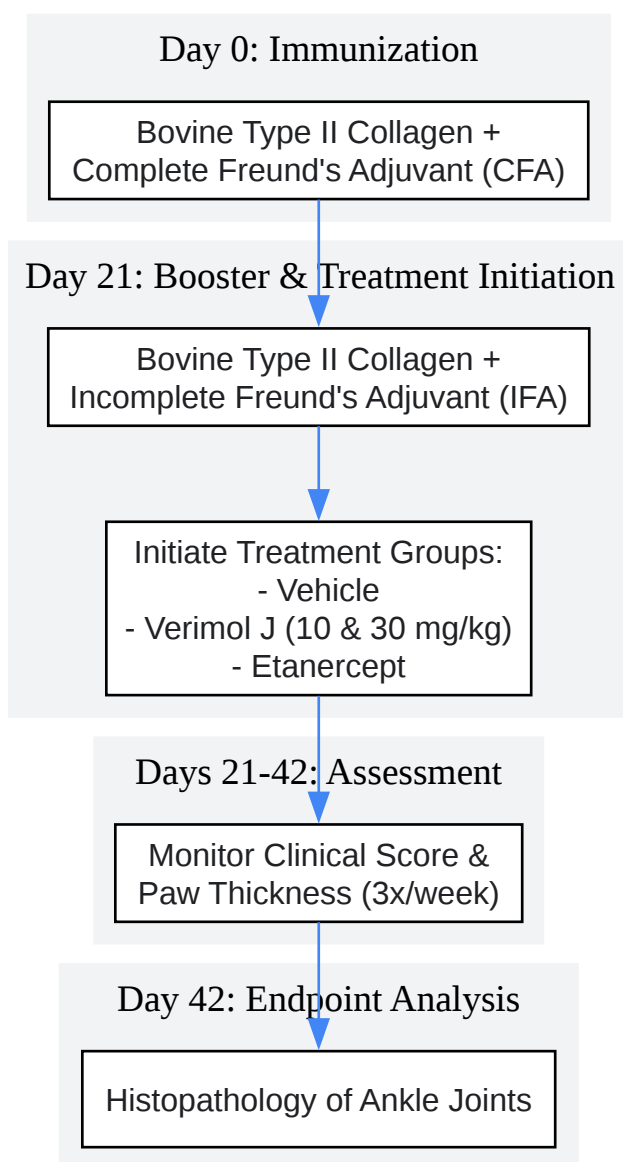 Day 0: Immunization
Bovine Type II Collagen +
Complete Freund's Adjuvant (CFA)
Day 21: Booster & Treatment Initiation
Bovine Type II Collagen +
Incomplete Freund's Adjuvant (IFA)
Initiate Treatment Groups:
- Vehicle
- Verimol J (10 & 30 mg/kg)
- Etanercept
Days 21-42: Assessment
Monitor Clinical Score &
Paw Thickness (3x/week)
Day 42: Endpoint Analysis
Histopathology of Ankle Joints